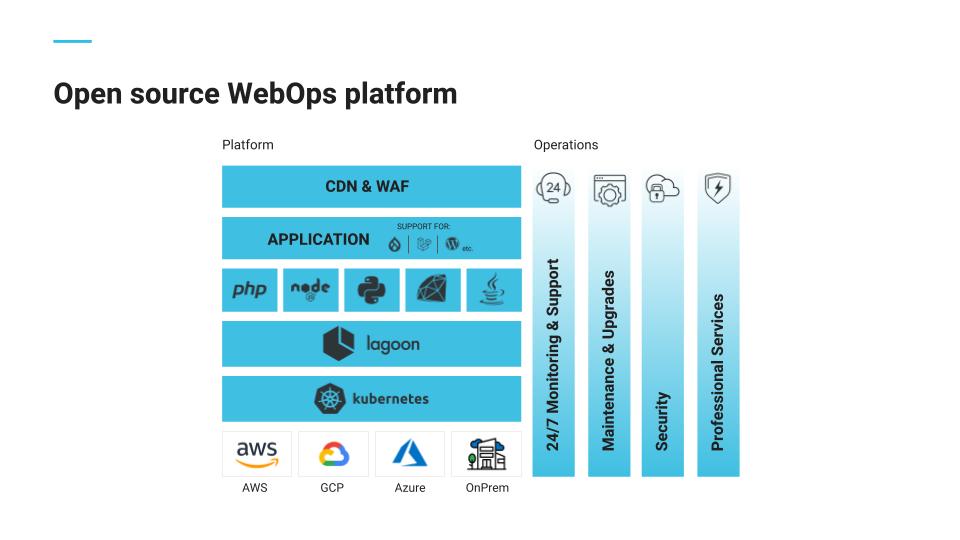 Open source WebOps platform
Platform
Operations
CDN & WAF
APPLICATION
SUPPORT FOR:
etc.
php
node
JS
lagoon
kubernetes
aws
AWS
GCP
Azure
OnPrem
24
24/7 Monitoring & Support
Maintenance & Upgrades
Security
Professional Services